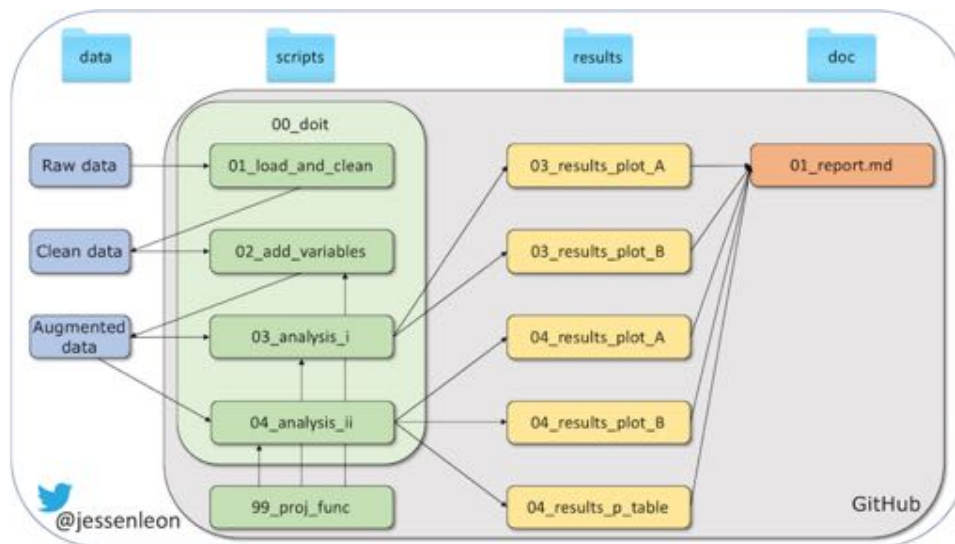 data
scripts
results
doc
00_doit
Raw data
01_load_and_clean
03_results_plot_A
01_report.md
Clean data
02_add_variables
03_results_plot_B
Augmented
data
03_analysis_i
04_results_plot_A
04_analysis_ii
04_results_plot_B
99_proj_func
04_results_p_table
GitHub
@jessenleon